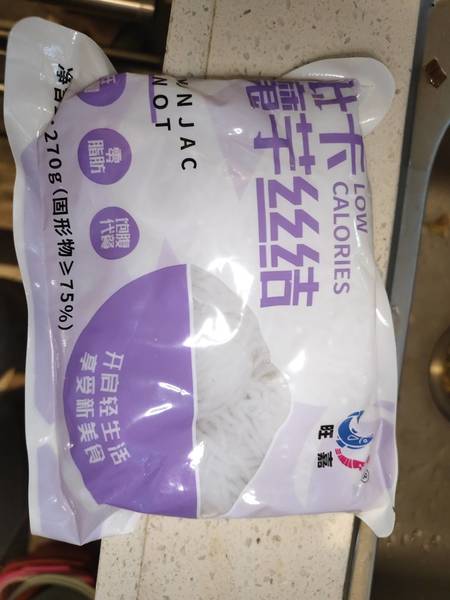 旺嘉
®
卡
LOW
CALORIES
魔芋丝结
NJAC
NOT
零
脂肪
饱腹
代餐
开启轻生活
享受新美食
净含量:270g(固形物≥75%)